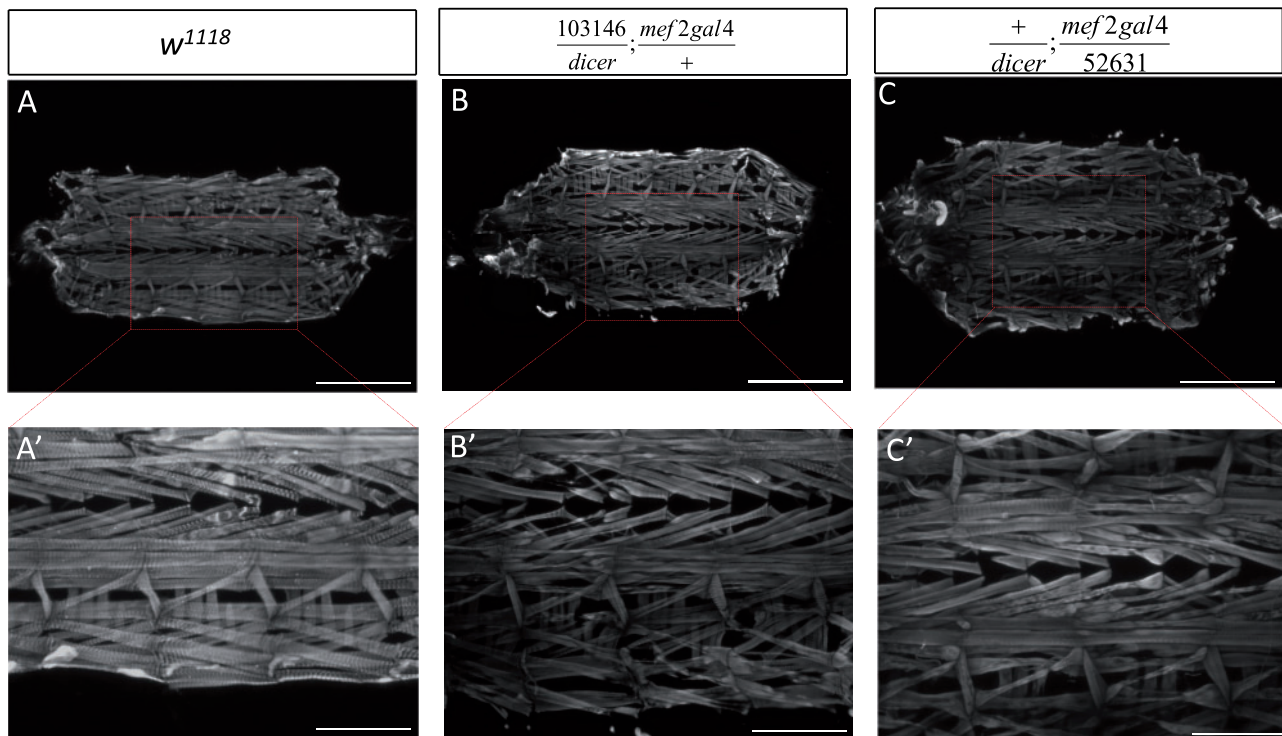 w1118
103146/dicer ; mef2gal4/+
+/dicer ; mef2gal4/52631
A
B
C
A’
B’
C’